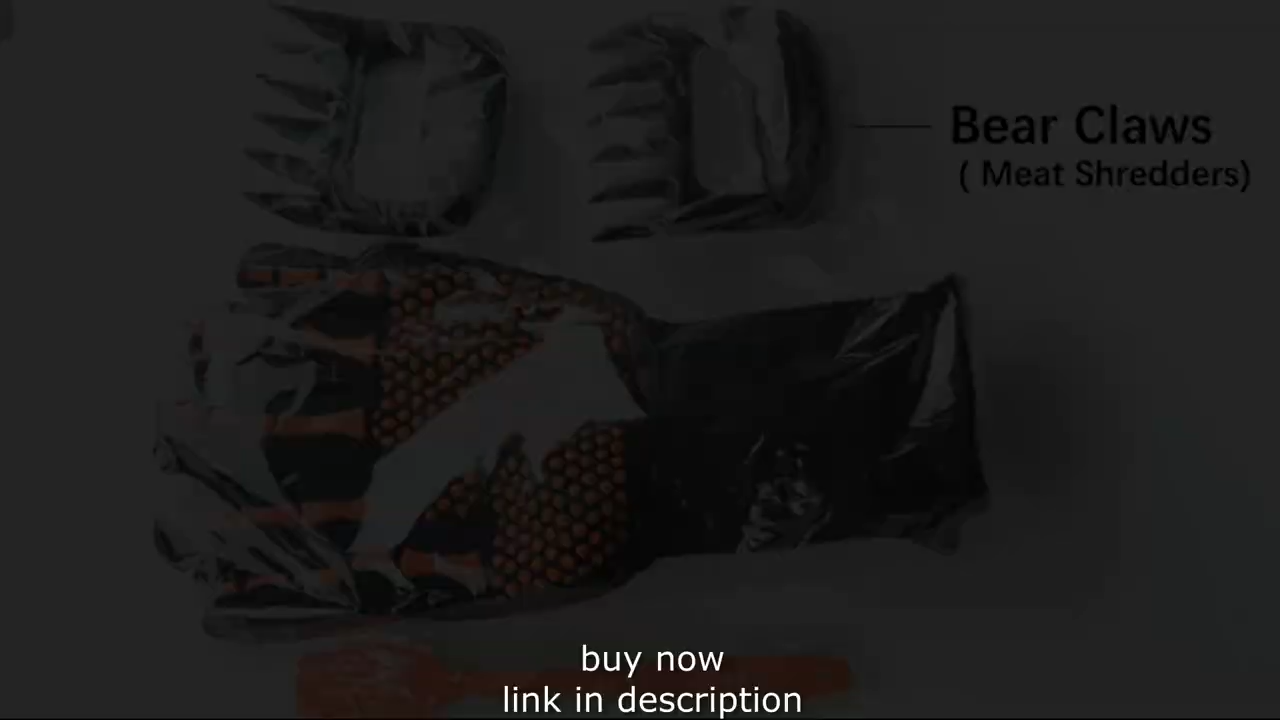 Bear Claws
( Meat Shredders)
buy now
link in description